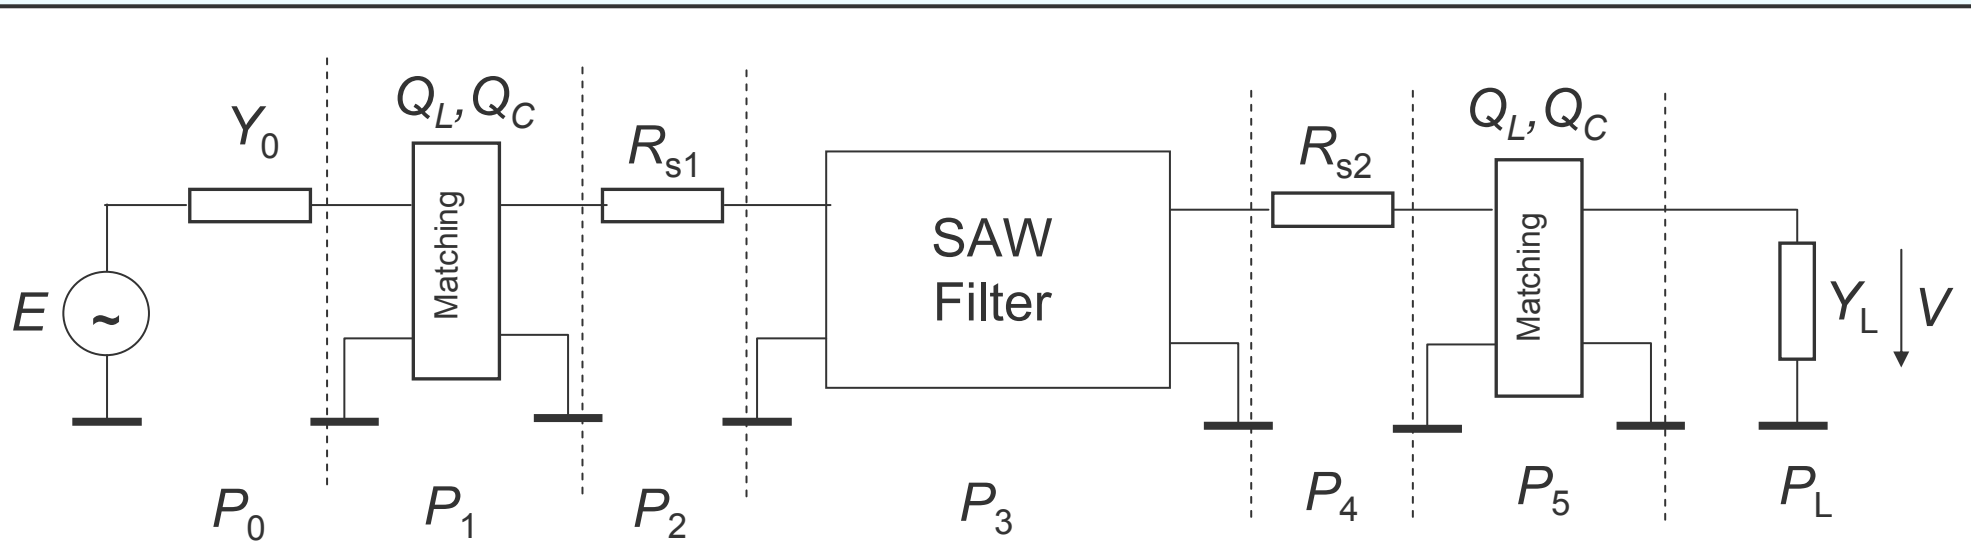 Q_L, Q_C
Q_L, Q_C
Y_0
R_s1
R_s2
Matching
SAW
Filter
Matching
E
~
Y_L
V
P_0
P_1
P_2
P_3
P_4
P_5
P_L